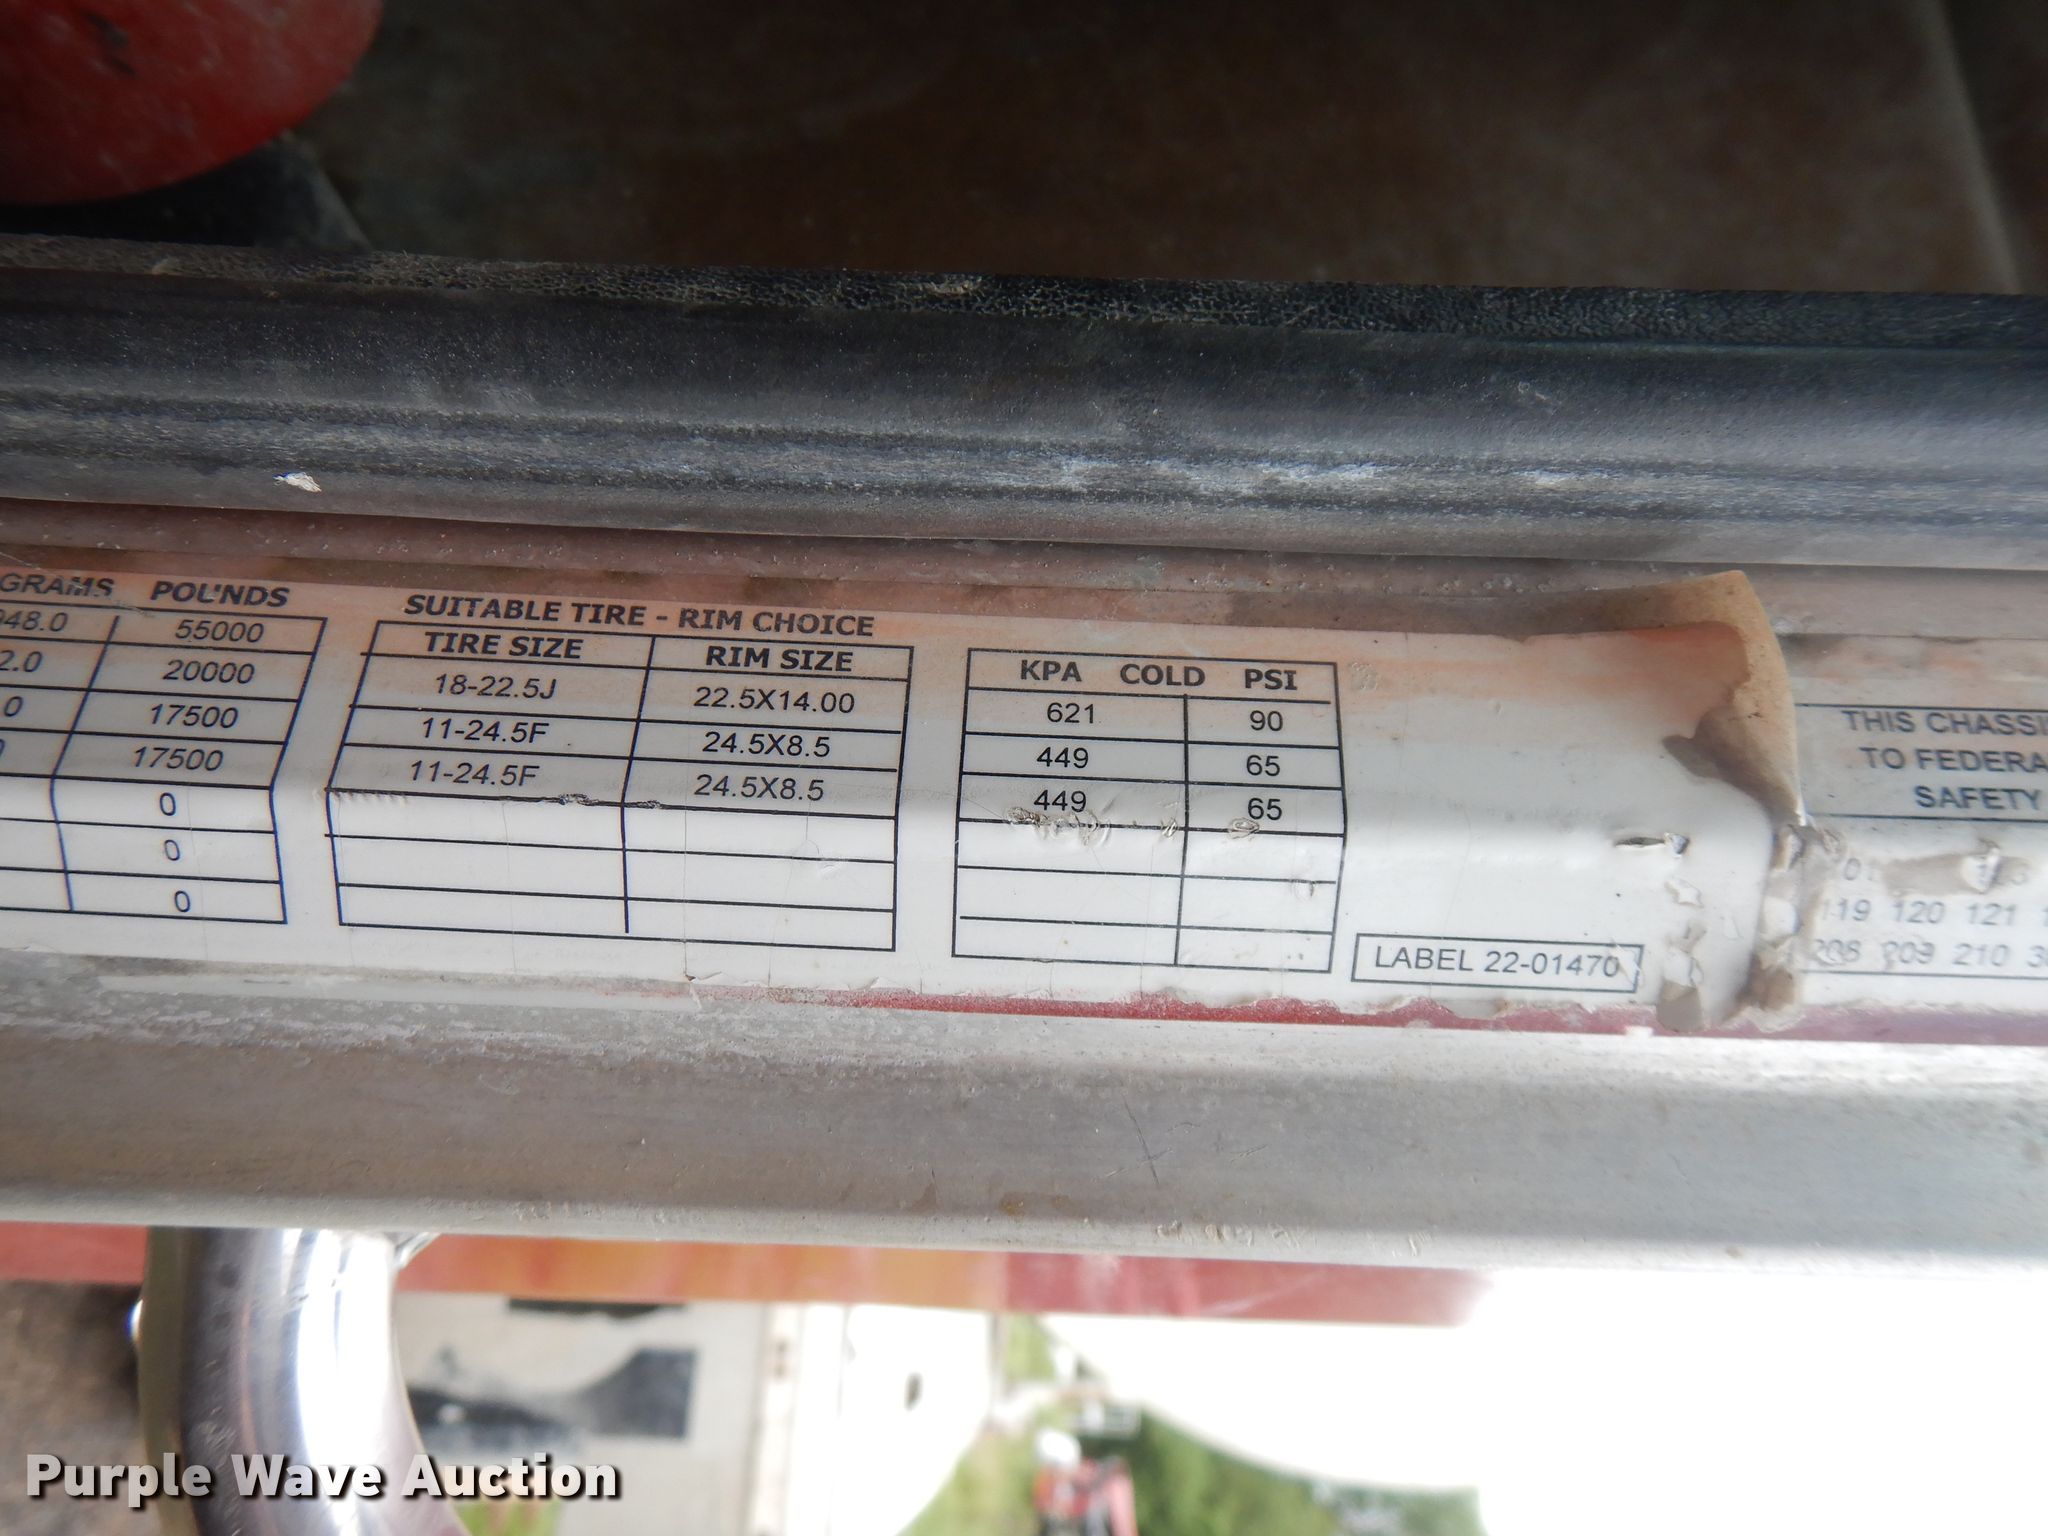 GRAMS POUNDS
948.0 55000
2.0 20000
.0 17500
0 17500
0
0
0
SUITABLE TIRE - RIM CHOICE
TIRE SIZE RIM SIZE
18-22.5J 22.5X14.00
11-24.5F 24.5X8.5
11-24.5F 24.5X8.5
KPA COLD PSI
621 90
449 65
449 65
LABEL 22-01470
THIS CHASSI
TO FEDERA
SAFETY
119 120 121
208 209 210
Purple Wave Auction